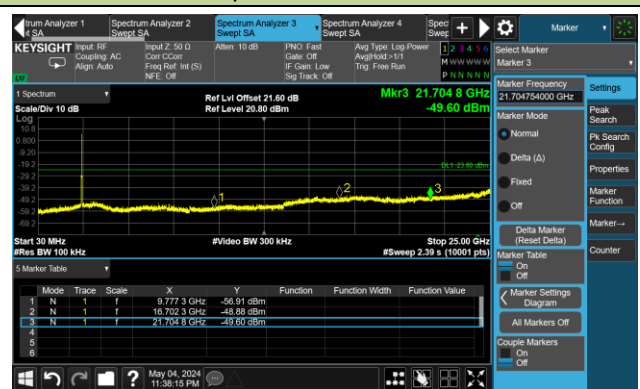 trum Analyzer 1
t SA
Spectrum Analyzer 2
Swept SA
Spectrum Analyzer 3
Swept SA
Spectrum Analyzer 4
Swept SA
Spec
Swe
Marker
KEYSIGHT
Input: RF
Coupling: AC
Align: Auto
Input Z: 50 Ω
Corr CCorr
Freq Ref: Int (S)
NFE: Off
Atten: 10 dB
PNO: Fast
Gate: Off
IF Gain: Low
Sig Track: Off
Avg Type: Log-Power
Avg|Hold:>1/1
Trig: Free Run
1 2 3 4 5 6
M W W W W W
P N N N N N
LXI
Select Marker
Marker 3
1 Spectrum
Scale/Div 10 dB
Log
Ref Lvl Offset 21.60 dB
Ref Level 20.80 dBm
Mkr3 21.704 8 GHz
-49.60 dBm
10.8
0.800
-9.20
-19.2
-29.2
-39.2
-49.2
-59.2
-69.2
DL1 -23.80 dBm
1
2
3
Start 30 MHz
#Res BW 100 kHz
#Video BW 300 kHz
Stop 25.00 GHz
#Sweep 2.39 s (10001 pts)
5 Marker Table
Mode Trace Scale X Y Function Function Width Function Value
1 N 1 f 9.777 3 GHz -56.91 dBm
2 N 1 f 16.702 3 GHz -48.88 dBm
3 N 1 f 21.704 8 GHz -49.60 dBm
4
5
6
Marker Frequency
21.704754000 GHz
Marker Mode
Normal
Delta (Δ)
Fixed
Off
Delta Marker
(Reset Delta)
Marker Table
On
Off
Marker Settings
Diagram
All Markers Off
Couple Markers
On
Off
Settings
Peak
Search
Pk Search
Config
Properties
Marker
Function
Marker→
Counter
?
May 04, 2024
11:38:15 PM